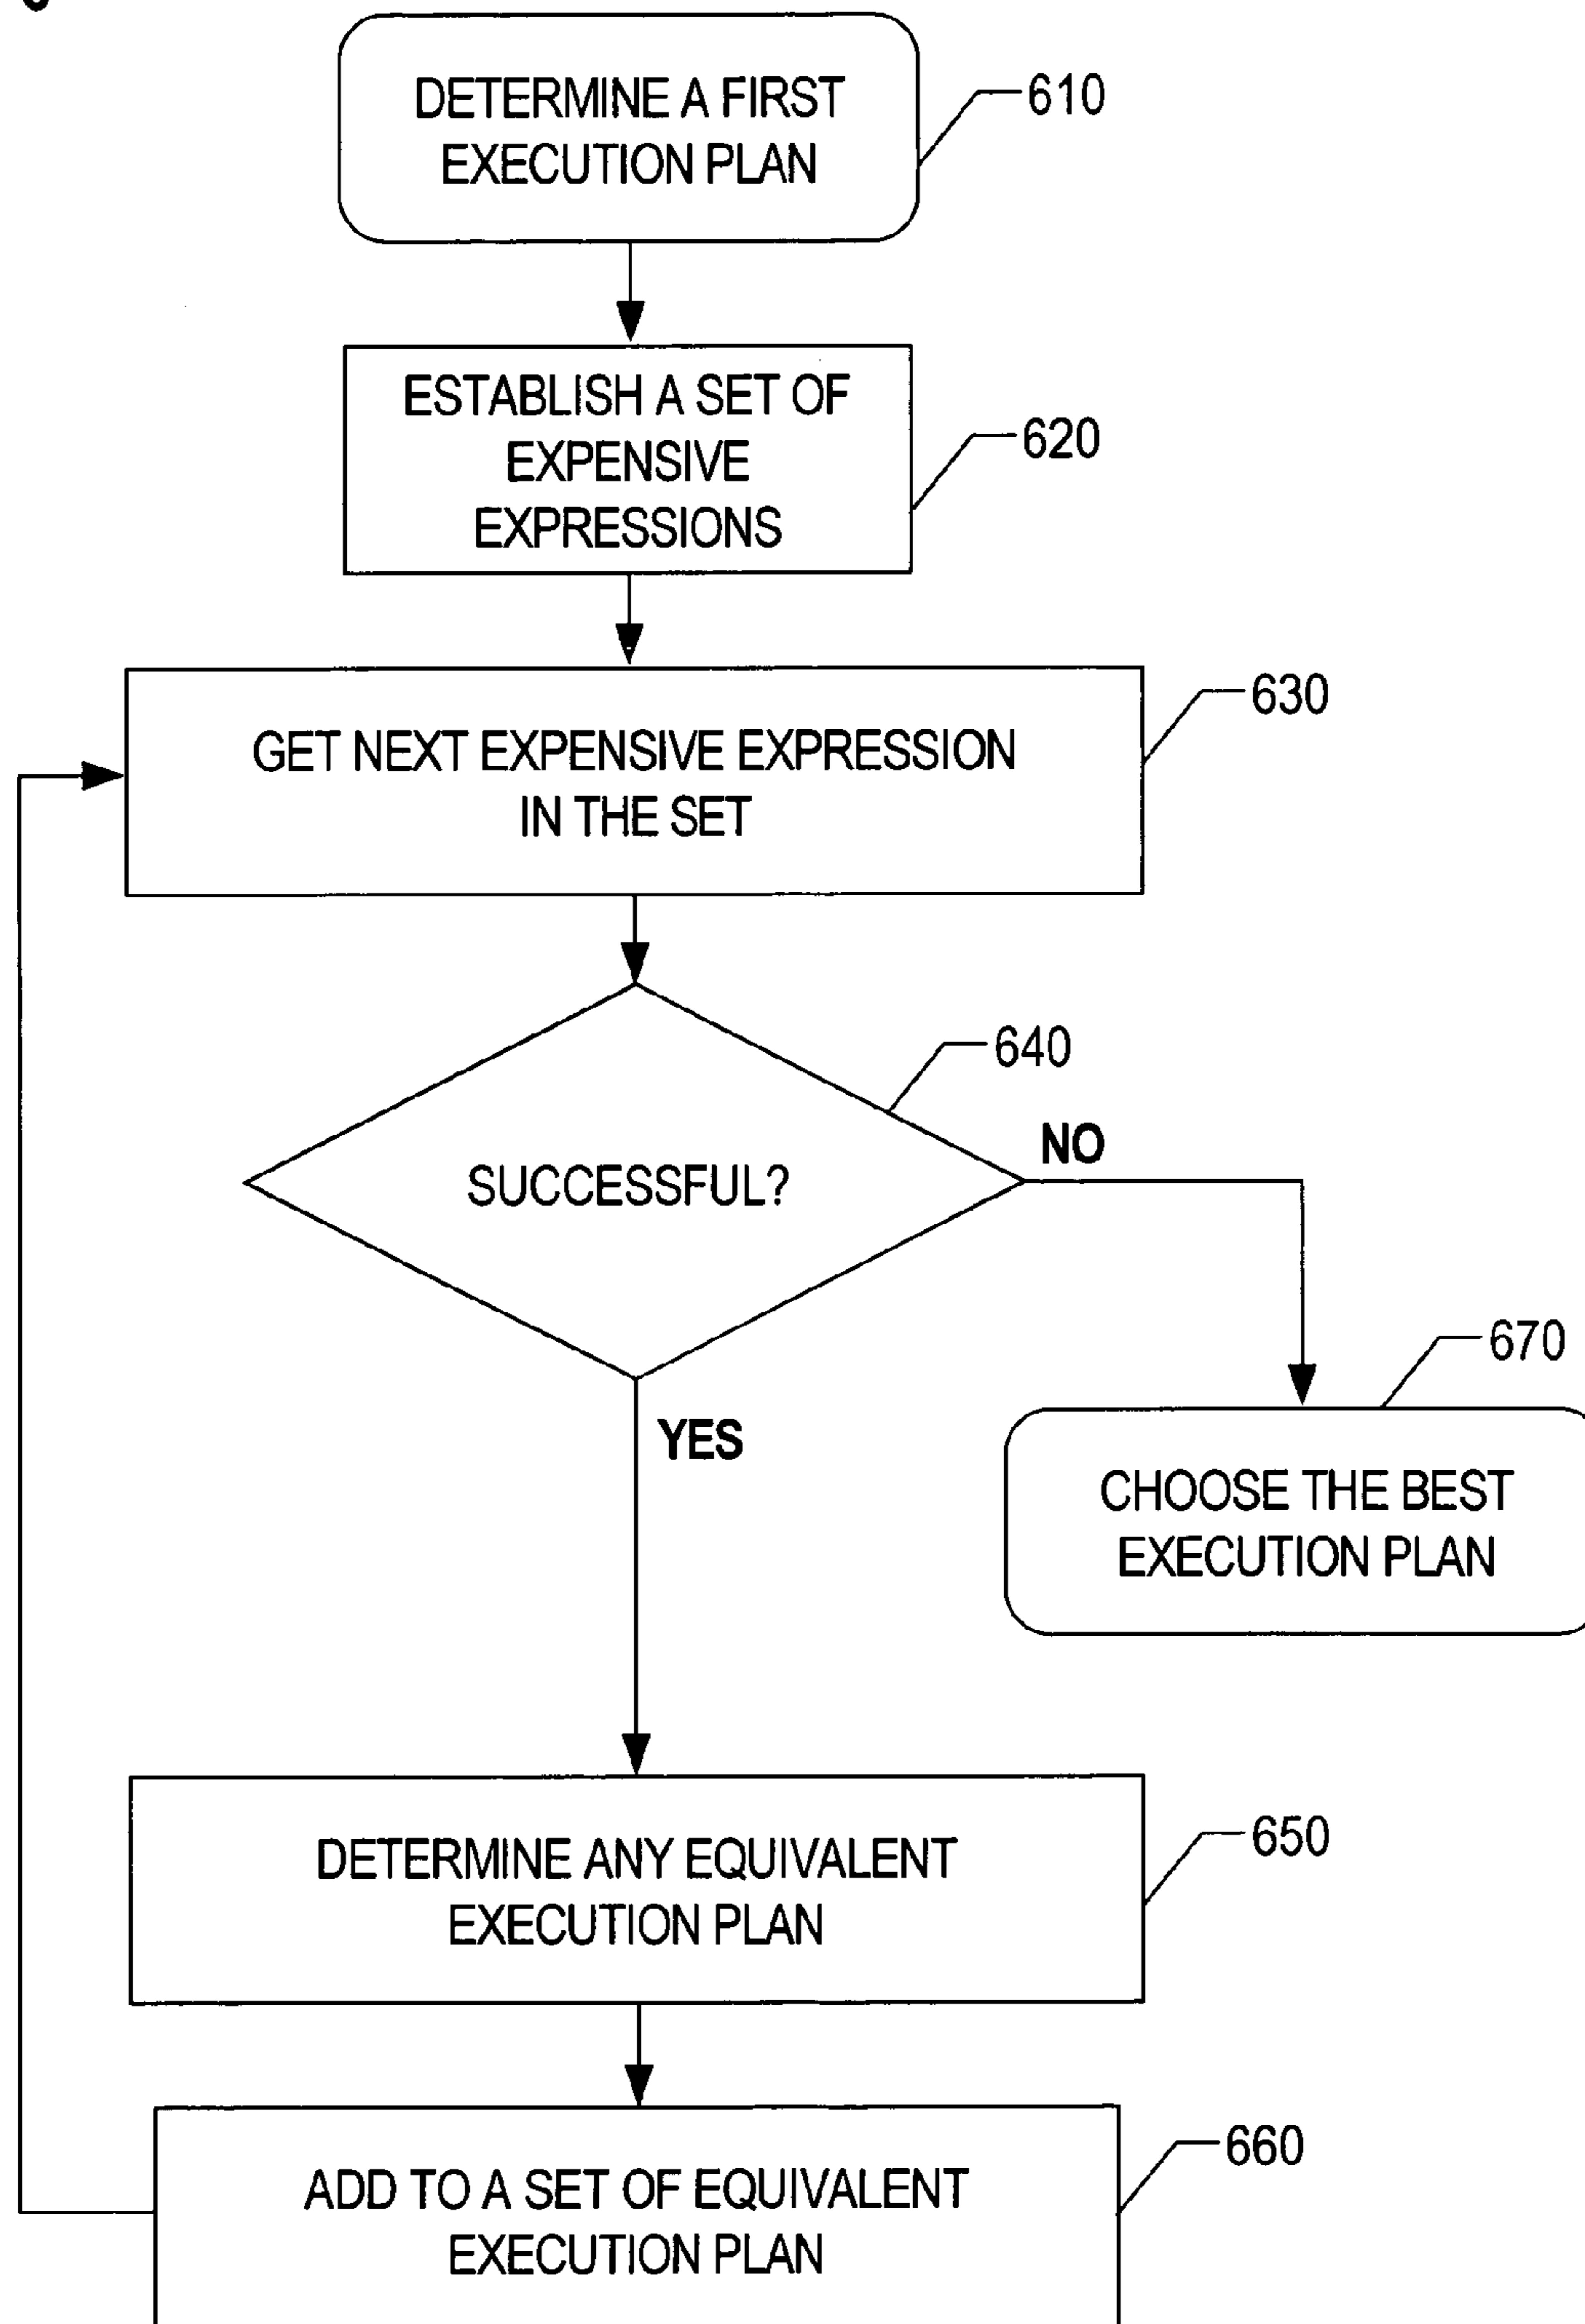 DETERMINE A FIRST
EXECUTION PLAN
610
ESTABLISH A SET OF
EXPENSIVE
EXPRESSIONS
620
GET NEXT EXPENSIVE EXPRESSION
IN THE SET
630
SUCCESSFUL?
640
NO
YES
CHOOSE THE BEST
EXECUTION PLAN
670
DETERMINE ANY EQUIVALENT
EXECUTION PLAN
650
ADD TO A SET OF EQUIVALENT
EXECUTION PLAN
660